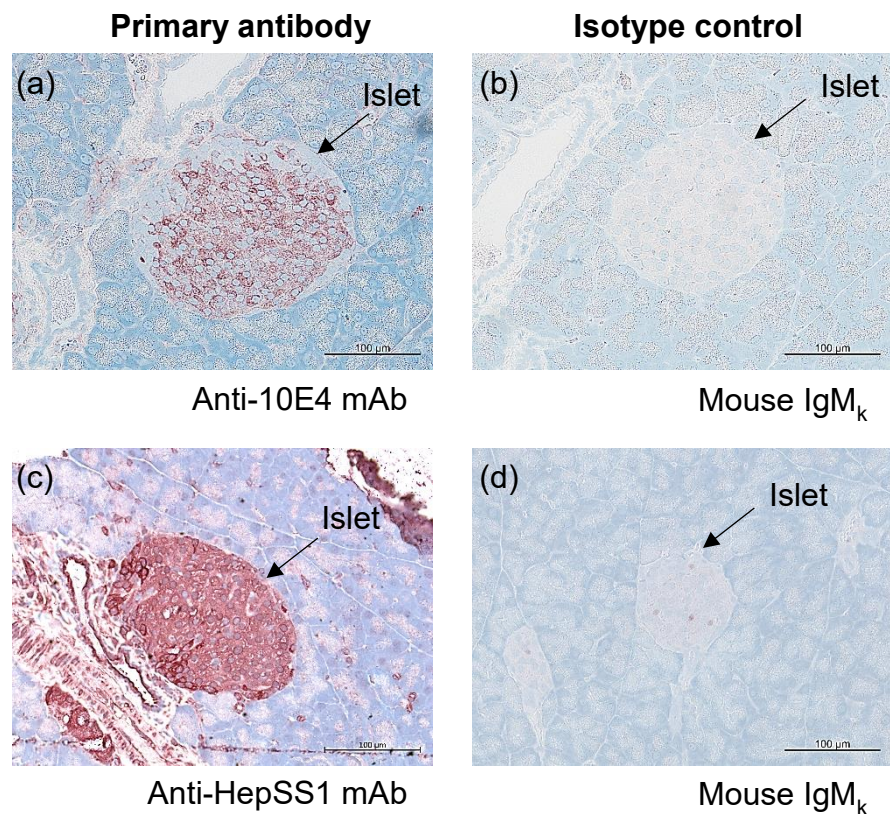 Primary antibody
Isotype control
(a)
Islet
100 µm
Anti-10E4 mAb
(b)
Islet
100 µm
Mouse IgMk
(c)
Islet
100 µm
Anti-HepSS1 mAb
(d)
Islet
100 µm
Mouse IgMk